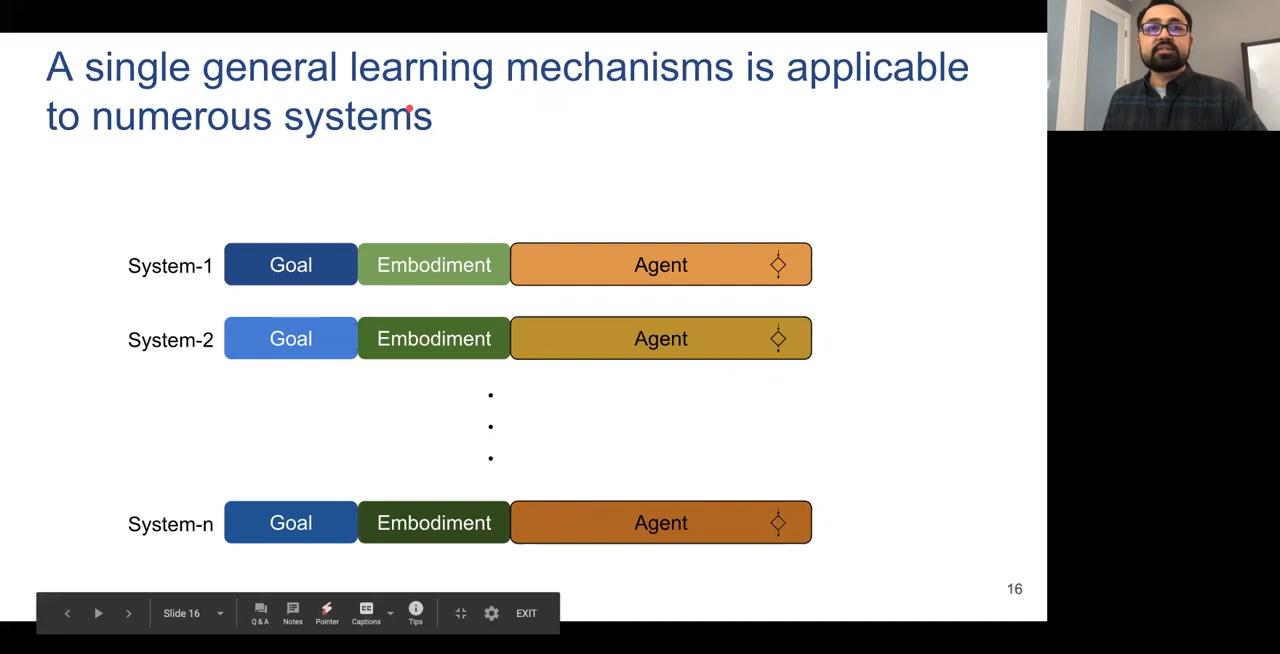 A single general learning mechanisms is applicable
to numerous systems
System-1 Goal Embodiment Agent
System-2 Goal Embodiment Agent
System-n Goal Embodiment Agent
16
Slide 16 Q & A Notes Pointer CC Captions Tips EXIT